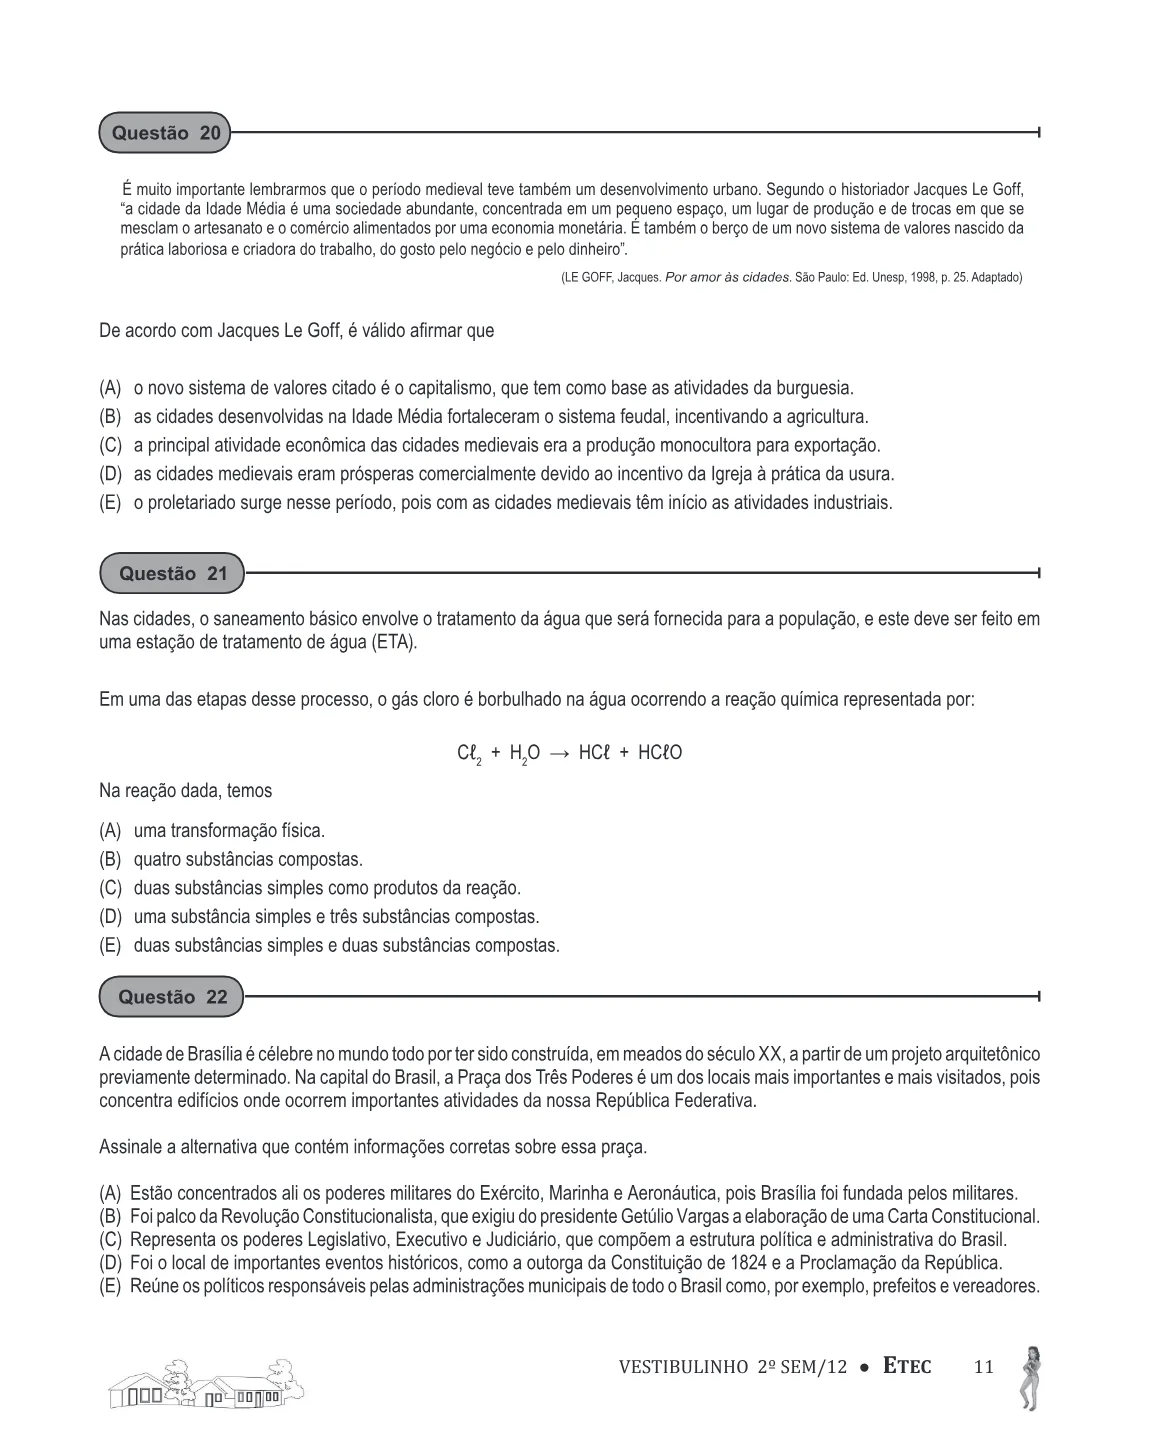 Questão 20
É muito importante lembrarmos que o período medieval teve também um desenvolvimento urbano. Segundo o historiador Jacques Le Goff,
“a cidade da Idade Média é uma sociedade abundante, concentrada em um pequeno espaço, um lugar de produção e de trocas em que se
mesclam o artesanato e o comércio alimentados por uma economia monetária. É também o berço de um novo sistema de valores nascido da
prática laboriosa e criadora do trabalho, do gosto pelo negócio e pelo dinheiro”.
(LE GOFF, Jacques. Por amor às cidades. São Paulo: Ed. Unesp, 1998, p. 25. Adaptado)
De acordo com Jacques Le Goff, é válido afirmar que
(A) o novo sistema de valores citado é o capitalismo, que tem como base as atividades da burguesia.
(B) as cidades desenvolvidas na Idade Média fortaleceram o sistema feudal, incentivando a agricultura.
(C) a principal atividade econômica das cidades medievais era a produção monocultora para exportação.
(D) as cidades medievais eram prósperas comercialmente devido ao incentivo da Igreja à prática da usura.
(E) o proletariado surge nesse período, pois com as cidades medievais têm início as atividades industriais.
Questão 21
Nas cidades, o saneamento básico envolve o tratamento da água que será fornecida para a população, e este deve ser feito em
uma estação de tratamento de água (ETA).
Em uma das etapas desse processo, o gás cloro é borbulhado na água ocorrendo a reação química representada por:
Cℓ₂ + H₂O → HCℓ + HCℓO
Na reação dada, temos
(A) uma transformação física.
(B) quatro substâncias compostas.
(C) duas substâncias simples como produtos da reação.
(D) uma substância simples e três substâncias compostas.
(E) duas substâncias simples e duas substâncias compostas.
Questão 22
A cidade de Brasília é célebre no mundo todo por ter sido construída, em meados do século XX, a partir de um projeto arquitetônico
previamente determinado. Na capital do Brasil, a Praça dos Três Poderes é um dos locais mais importantes e mais visitados, pois
concentra edifícios onde ocorrem importantes atividades da nossa República Federativa.
Assinale a alternativa que contém informações corretas sobre essa praça.
(A) Estão concentrados ali os poderes militares do Exército, Marinha e Aeronáutica, pois Brasília foi fundada pelos militares.
(B) Foi palco da Revolução Constitucionalista, que exigiu do presidente Getúlio Vargas a elaboração de uma Carta Constitucional.
(C) Representa os poderes Legislativo, Executivo e Judiciário, que compõem a estrutura política e administrativa do Brasil.
(D) Foi o local de importantes eventos históricos, como a outorga da Constituição de 1824 e a Proclamação da República.
(E) Reúne os políticos responsáveis pelas administrações municipais de todo o Brasil como, por exemplo, prefeitos e vereadores.
VESTIBULINHO 2º SEM/12 • ETEC 11